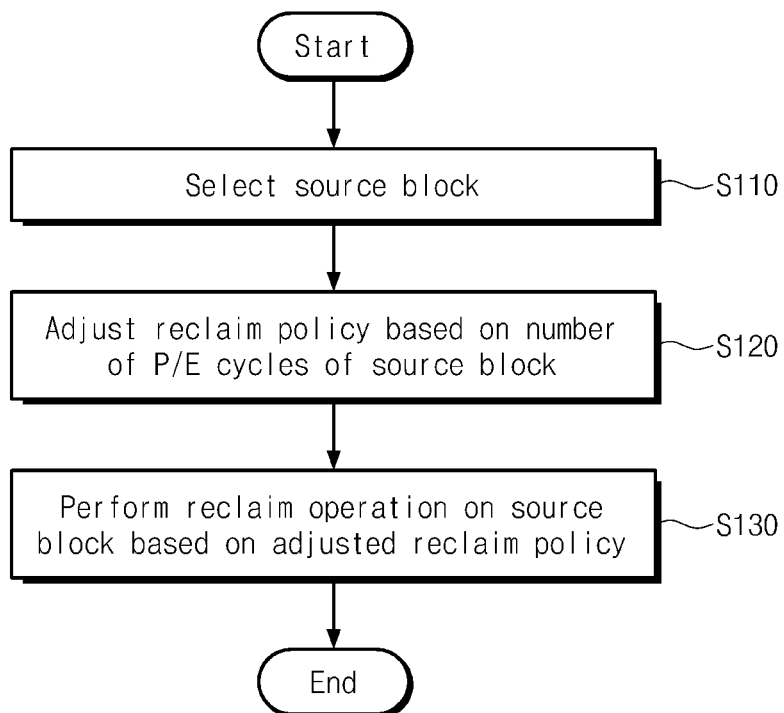 Start
Select source block
S110
Adjust reclaim policy based on number
of P/E cycles of source block
S120
Perform reclaim operation on source
block based on adjusted reclaim policy
S130
End